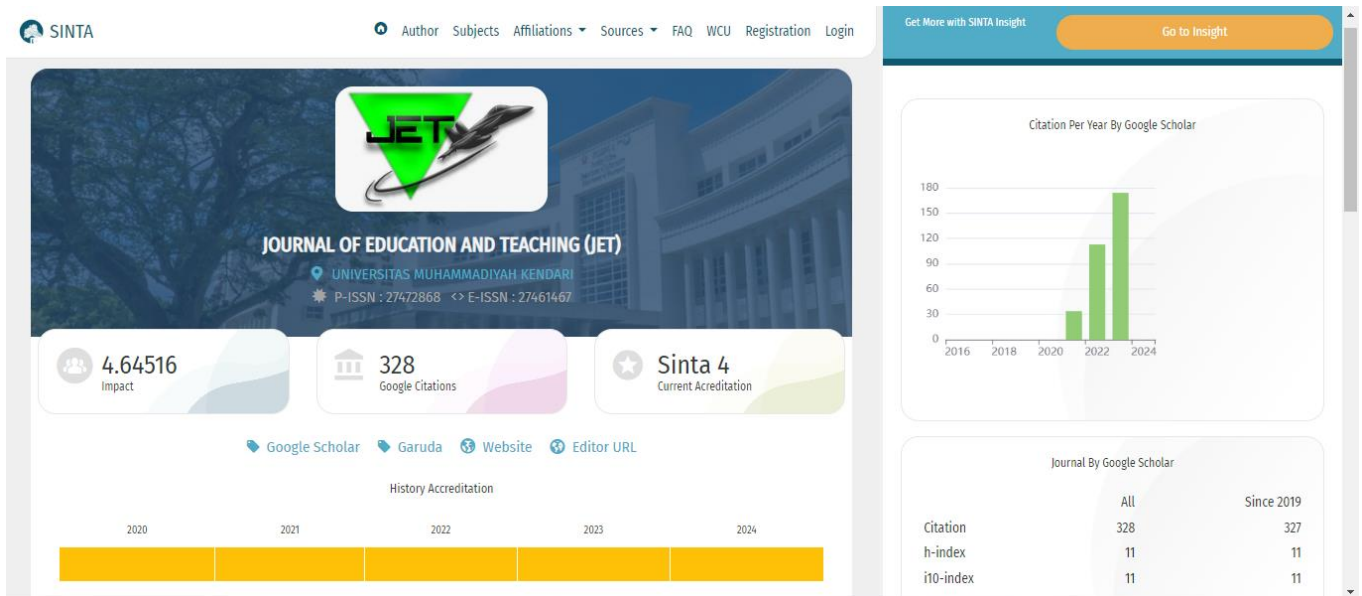 SINTA
Author Subjects Affiliations Sources FAQ WCU Registration Login
Get More with SINTA Insight
Go to Insight
JET
JOURNAL OF EDUCATION AND TEACHING (JET)
UNIVERSITAS MUHAMMADIYAH KENDARI
P-ISSN : 27472868 <> E-ISSN : 27461467
4.64516
Impact
328
Google Citations
Sinta 4
Current Acreditation
Google Scholar Garuda Website Editor URL
History Accreditation
2020 2021 2022 2023 2024
Citation Per Year By Google Scholar
180
150
120
90
60
30
0
2016 2018 2020 2022 2024
Journal By Google Scholar
All Since 2019
Citation 328 327
h-index 11 11
i10-index 11 11